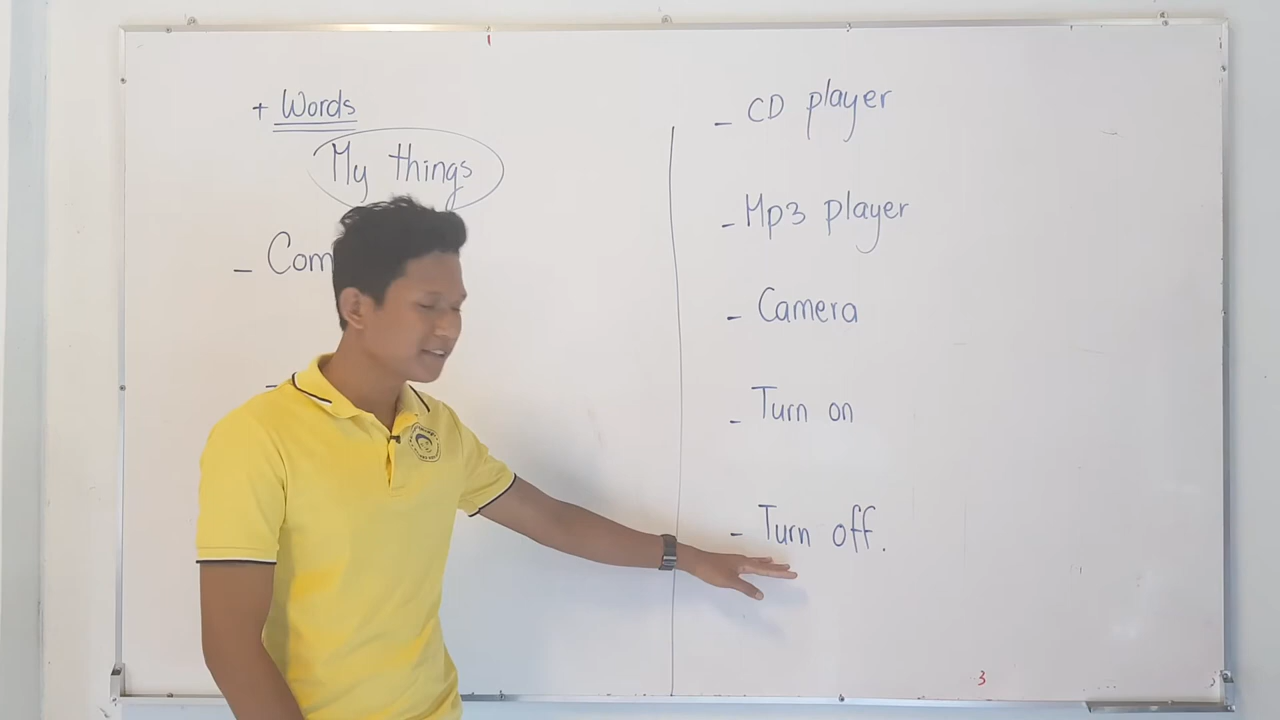 + Words
My things
- Com
- CD player
- Mp3 player
- Camera
- Turn on
- Turn off.
3